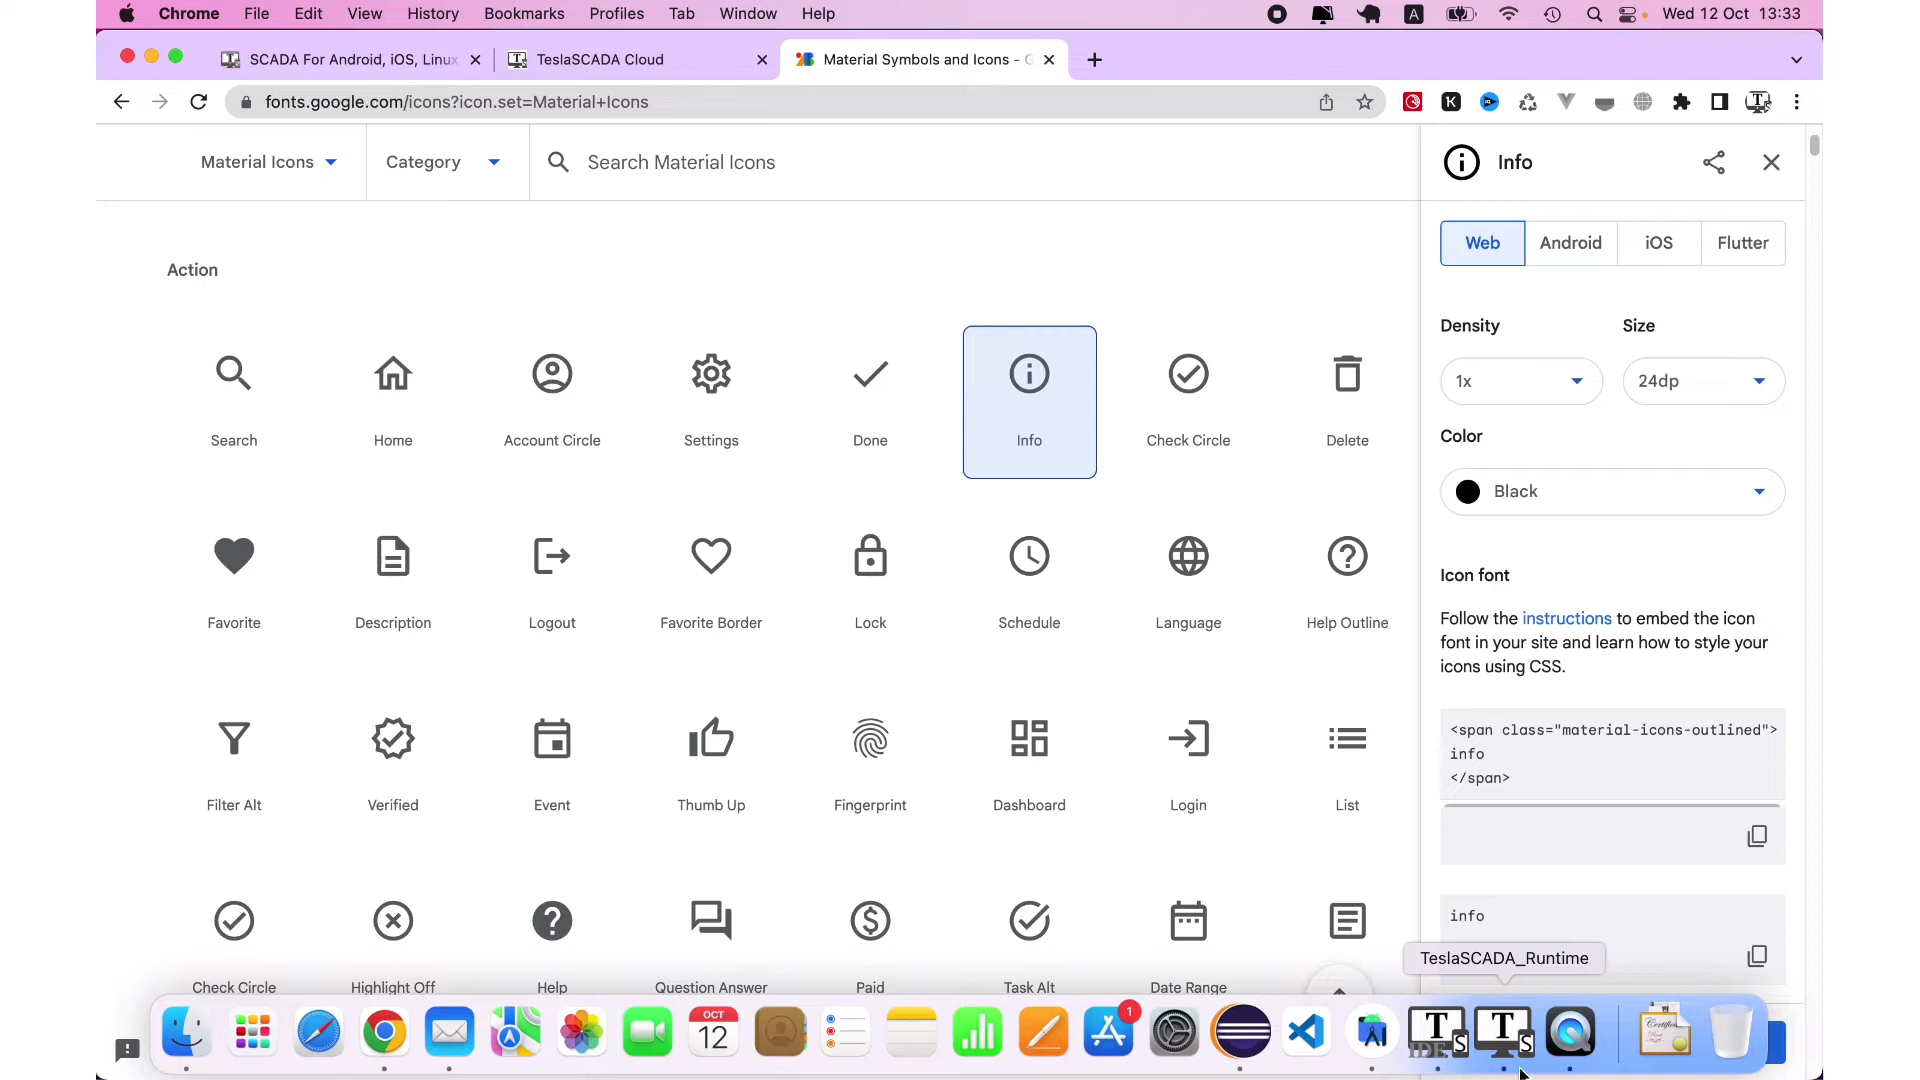 Chrome File Edit View History Bookmarks Profiles Tab Window Help A Wed 12 Oct 13:33
SCADA For Android, iOS, Linux TeslaSCADA Cloud Material Symbols and Icons - G
fonts.google.com/icons?icon.set=Material+Icons
Material Icons Category Search Material Icons
Info
Web Android iOS Flutter
Action
Density Size
1x 24dp
Search Home Account Circle Settings Done Info Check Circle Delete
Color
Black
Icon font
Favorite Description Logout Favorite Border Lock Schedule Language Help Outline
Follow the instructions to embed the icon
font in your site and learn how to style your
icons using CSS.
<span class="material-icons-outlined">
info
</span>
Filter Alt Verified Event Thumb Up Fingerprint Dashboard Login List
info
TeslaSCADA_Runtime
Check Circle Highlight Off Help Question Answer Paid Task Alt Date Range
OCT
12
1
T S
IDE
T S